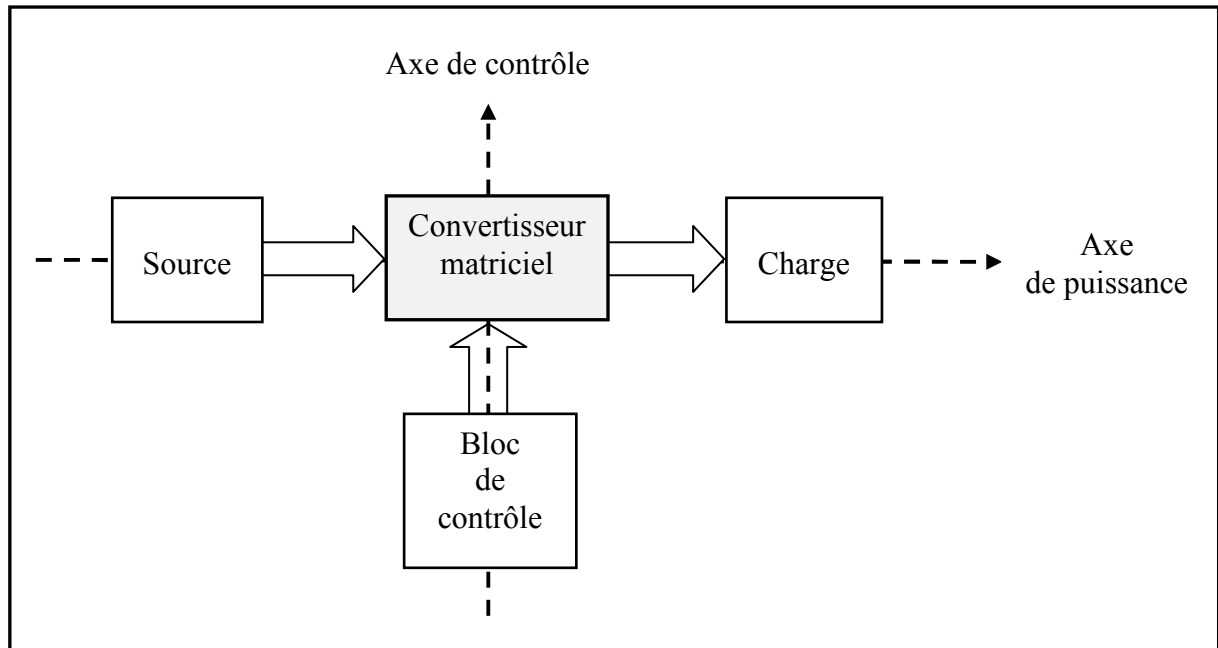 Axe de contrôle
Source
Convertisseur
matriciel
Charge
Axe
de puissance
Bloc
de
contrôle